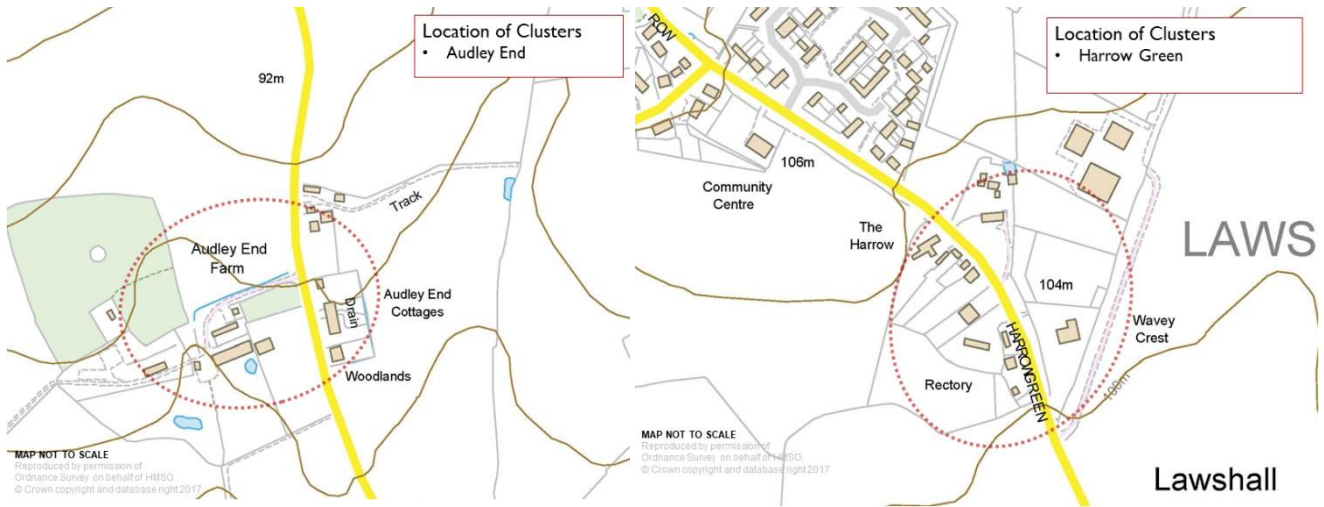 Location of Clusters
• Audley End
92m
Track
Audley End
Farm
Drain
Audley End
Cottages
Woodlands
MAP NOT TO SCALE
Reproduced by permission of
Ordnance Survey on behalf of HMSO.
© Crown copyright and database right 2017
Location of Clusters
• Harrow Green
ROW
106m
Community
Centre
The
Harrow
LAWS
104m
Wavey
Crest
HARROW GREEN
Rectory
100m
MAP NOT TO SCALE
Reproduced by permission of
Ordnance Survey on behalf of HMSO.
© Crown copyright and database right 2017
Lawshall